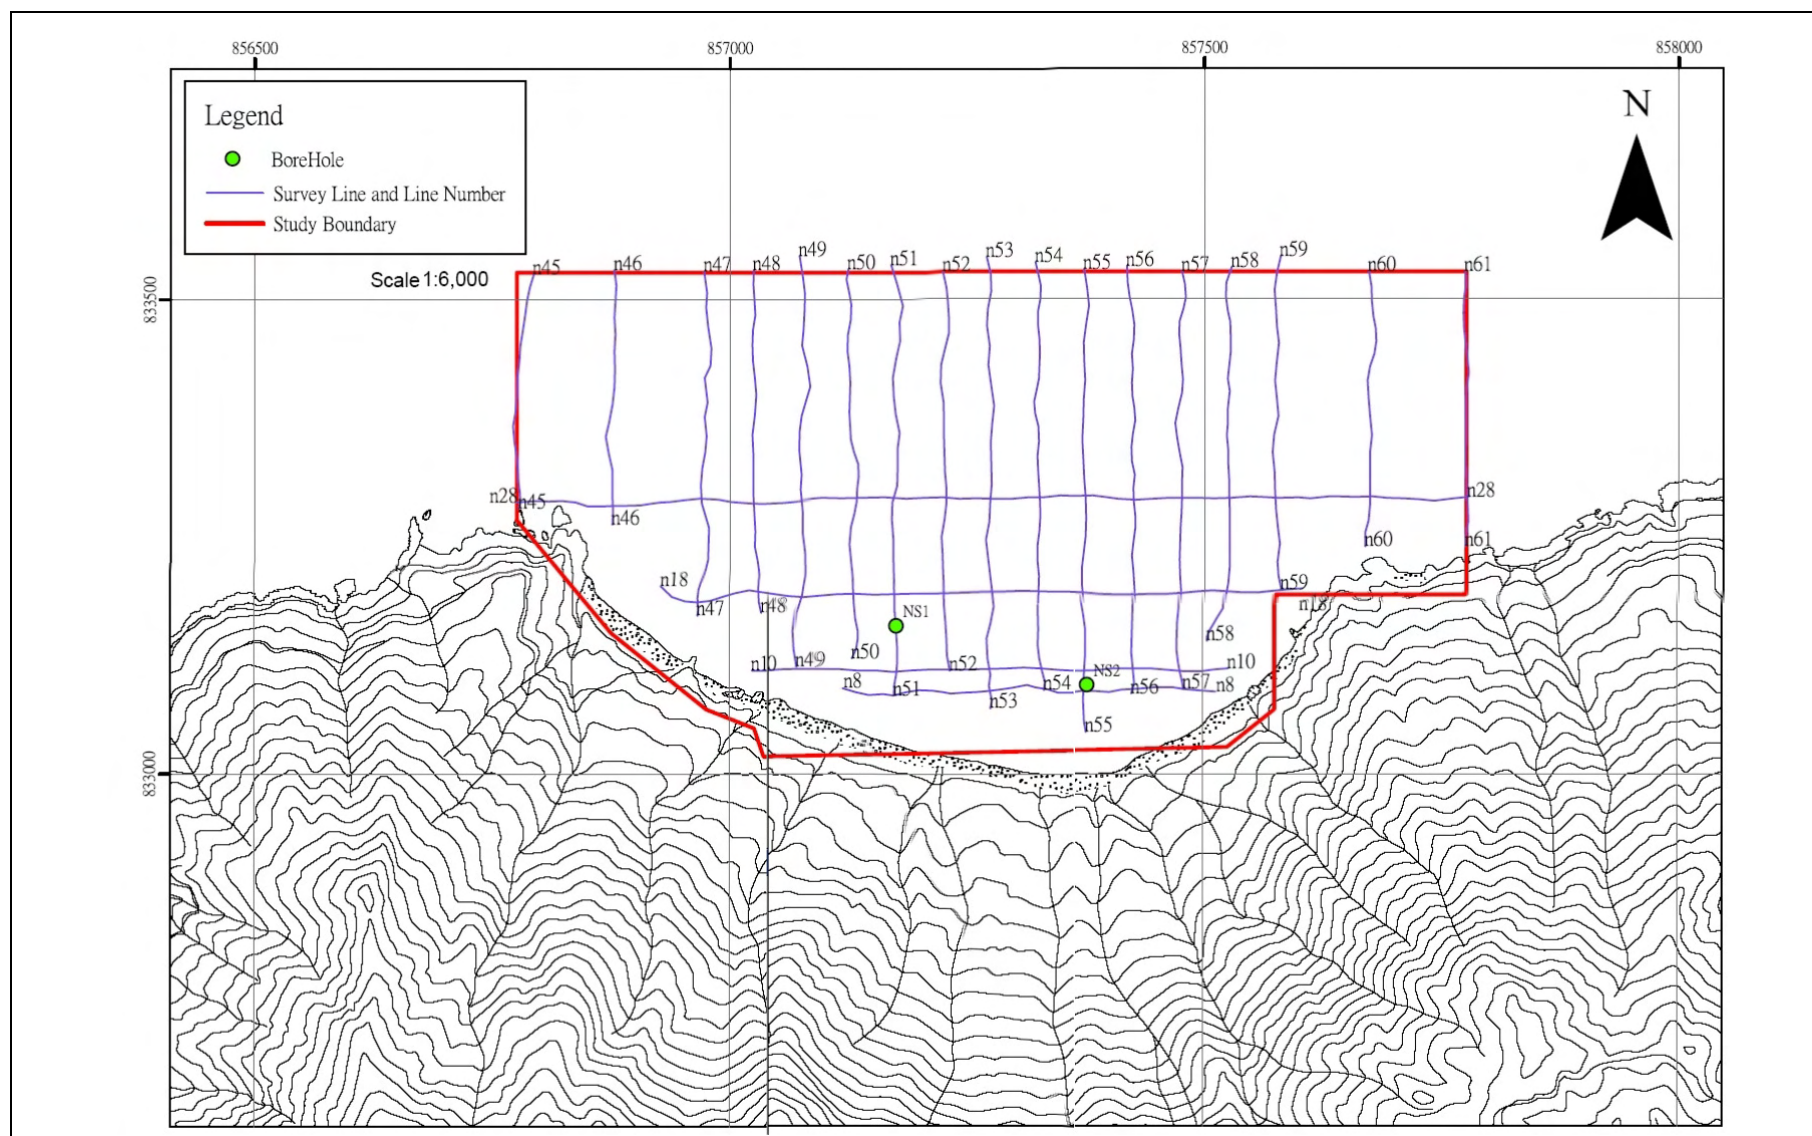 856500 857000 857500 858000
Legend
BoreHole
Survey Line and Line Number
Study Boundary
N
Scale 1:6,000
n45 n46 n47 n48 n49 n50 n51 n52 n53 n54 n55 n56 n57 n58 n59 n60 n61
833500
n28 n45 n46 n28
n60 n61
n18 n47 n48 n59 n18
NS1
n58
n10 n49 n50 n52 n10
NS2
n8 n51 n53 n54 n56 n57 n8
n55
833000